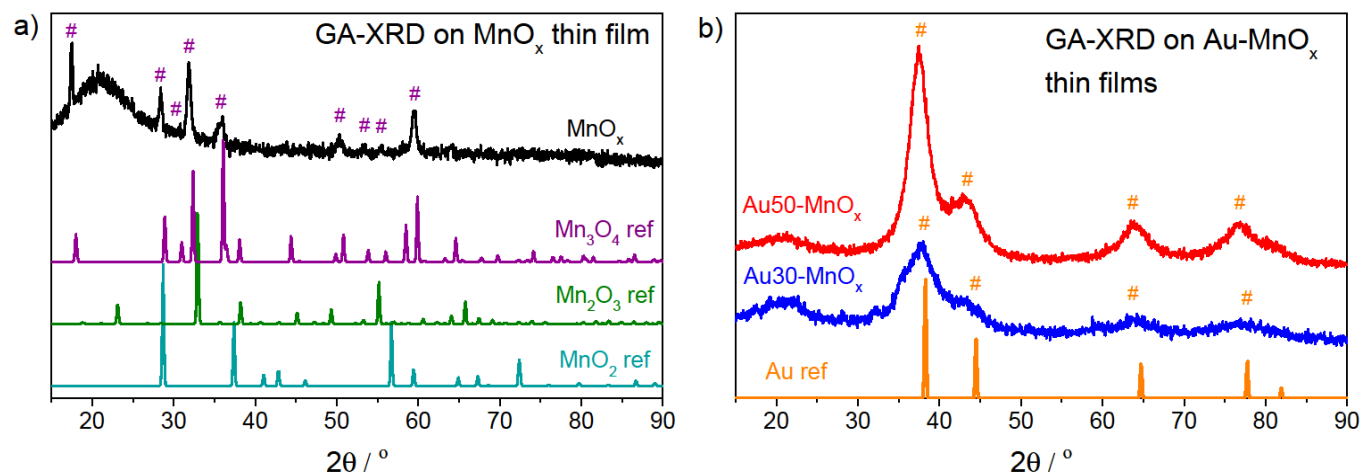 a)
GA-XRD on MnOₓ thin film
# # # # # # # # #
MnOₓ
Mn₃O₄ ref
Mn₂O₃ ref
MnO₂ ref
20 30 40 50 60 70 80 90
2θ / °
b)
GA-XRD on Au-MnOₓ
thin films
# # # #
Au50-MnOₓ
# # # #
Au30-MnOₓ
Au ref
20 30 40 50 60 70 80 90
2θ / °